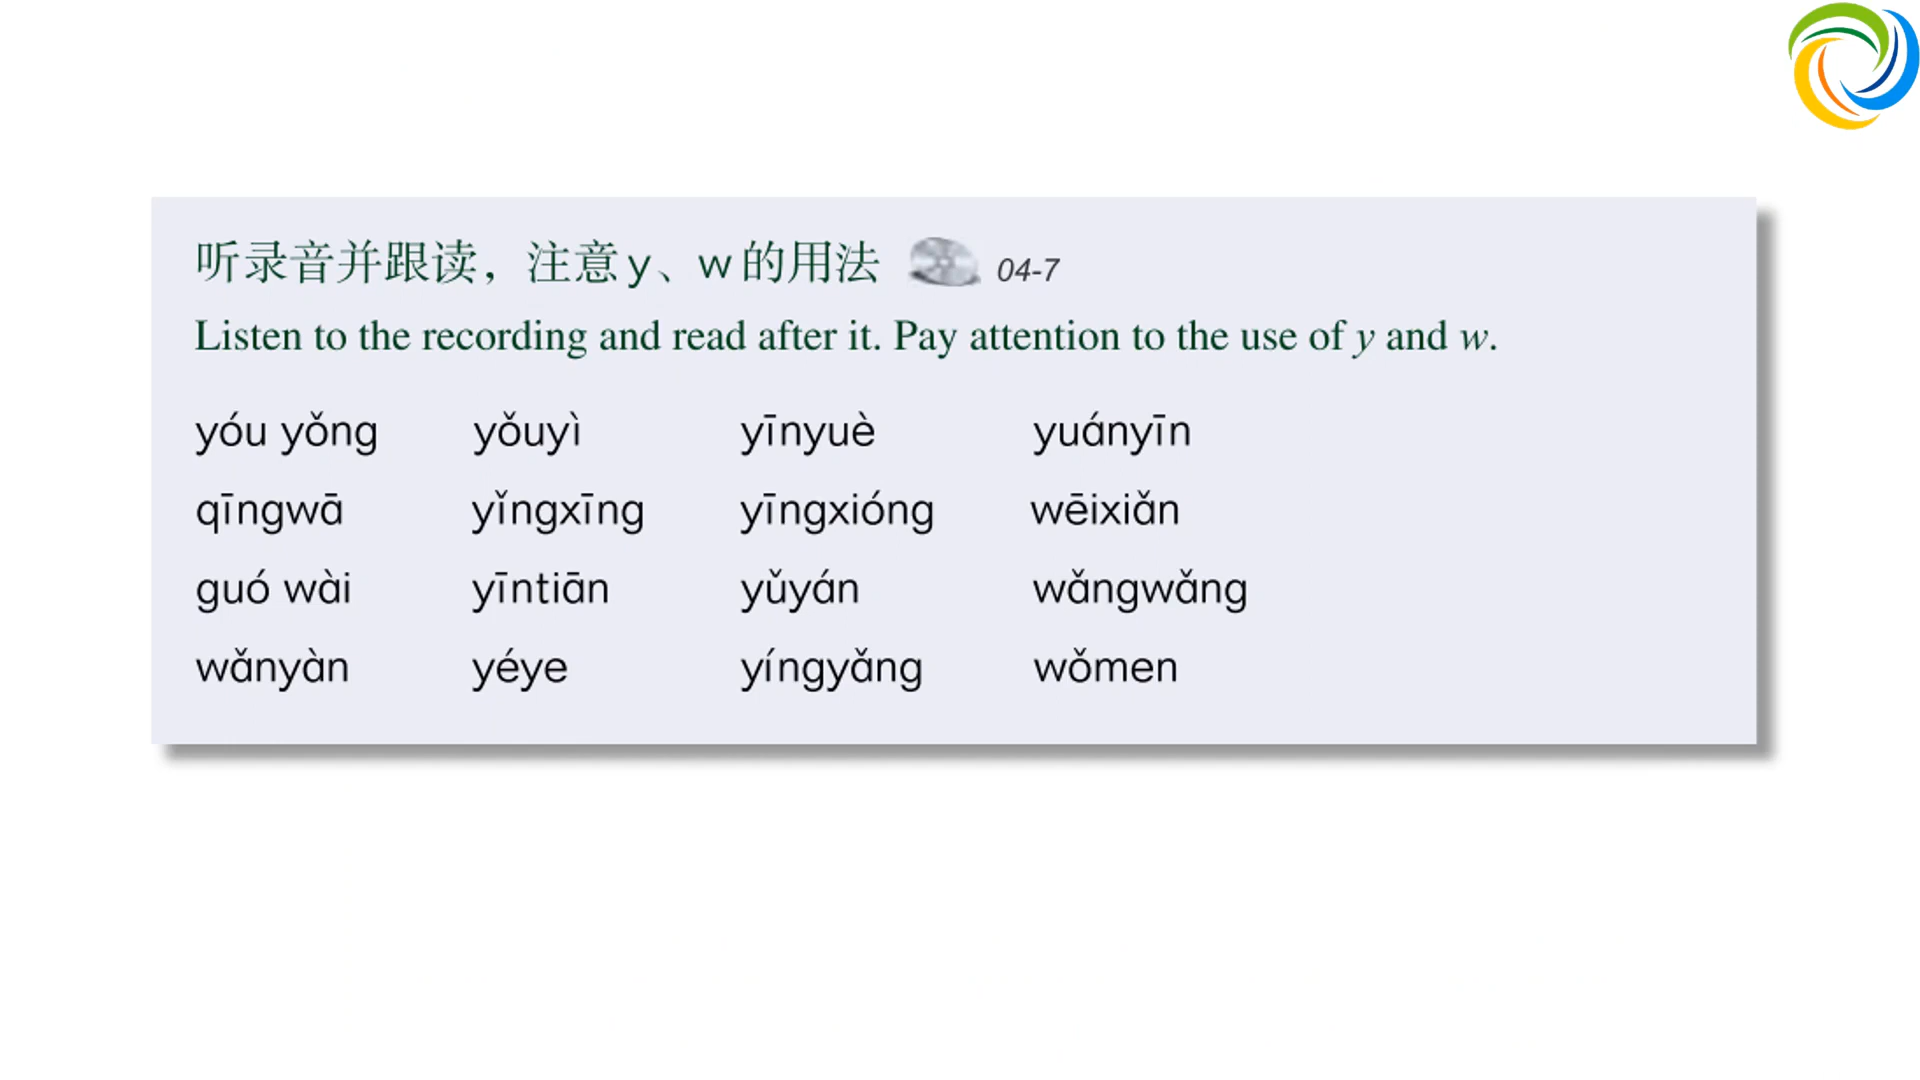 听录音并跟读，注意y、w的用法 04-7
Listen to the recording and read after it. Pay attention to the use of y and w.
yóu yǒng yǒuyì yīnyuè yuányīn
qīngwā yǐngxīng yīngxióng wēixiǎn
guó wài yīntiān yǔyán wǎngwǎng
wǎnyàn yéye yíngyǎng wǒmen